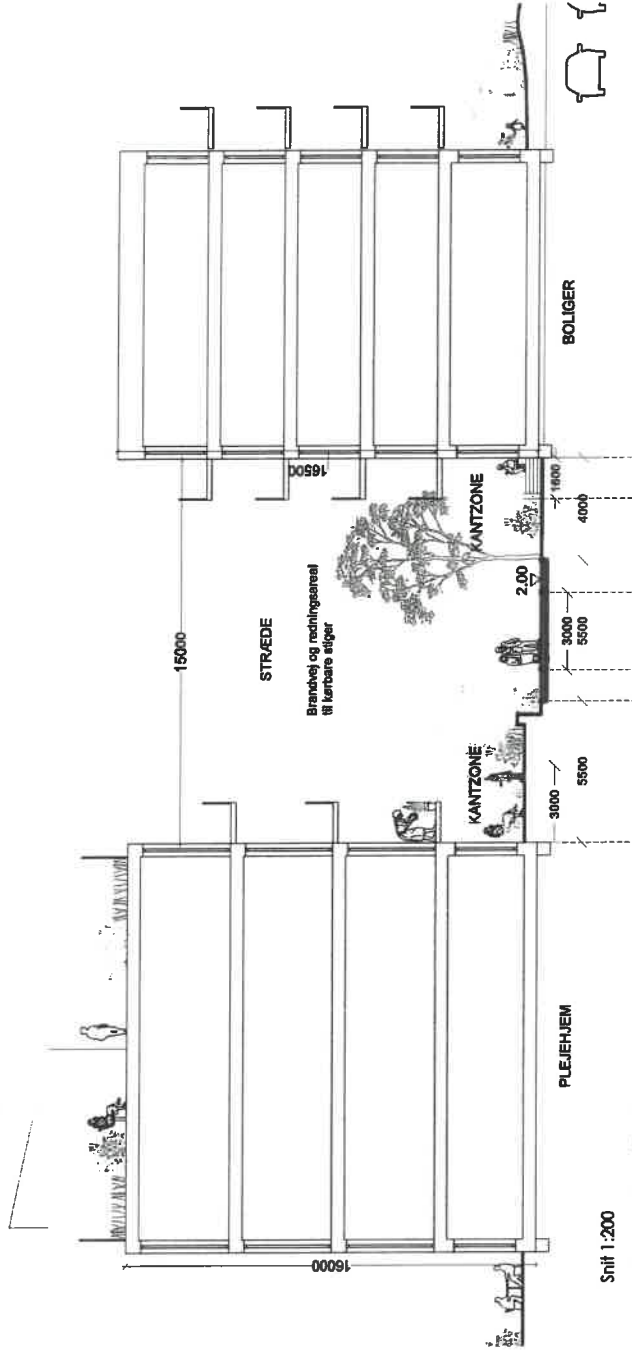 15000
STRÆDE
Brandvej og redningsareal
til kørbare stiger
16500
16000
KANTZONE
KANTZONE
2.00
3000
5500
3000
5500
1600
4000
PLEJEHJEM
BOLIGER
Snit 1:200